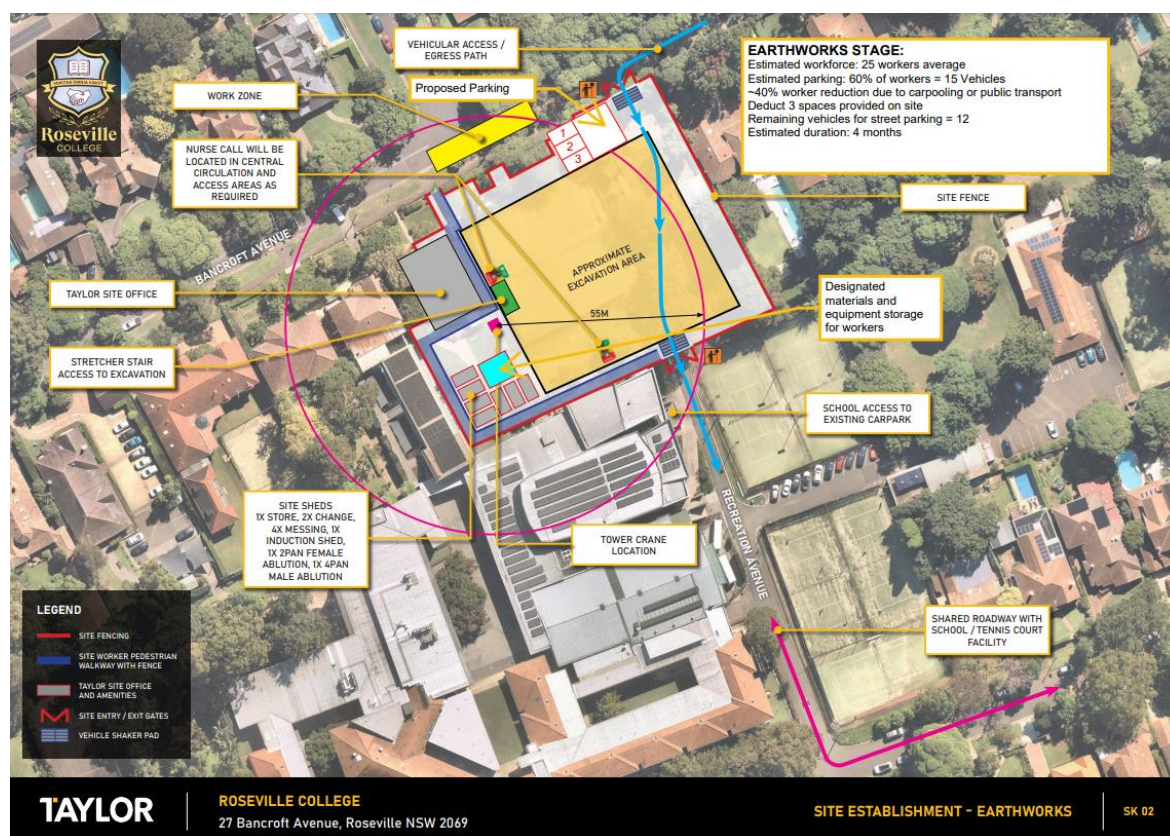 VERITAS OMNIA VINCIT
Roseville
COLLEGE
VEHICULAR ACCESS /
EGRESS PATH
WORK ZONE
Proposed Parking
1
2
3
EARTHWORKS STAGE:
Estimated workforce: 25 workers average
Estimated parking: 60% of workers = 15 Vehicles
~40% worker reduction due to carpooling or public transport
Deduct 3 spaces provided on site
Remaining vehicles for street parking = 12
Estimated duration: 4 months
NURSE CALL WILL BE
LOCATED IN CENTRAL
CIRCULATION AND
ACCESS AREAS AS
REQUIRED
SITE FENCE
BANCROFT AVENUE
APPROXIMATE
EXCAVATION AREA
TAYLOR SITE OFFICE
55M
Designated
materials and
equipment storage
for workers
STRETCHER STAIR
ACCESS TO EXCAVATION
SCHOOL ACCESS TO
EXISTING CARPARK
SITE SHEDS
1X STORE, 2X CHANGE,
4X MESSING, 1X
INDUCTION SHED,
1X 2PAN FEMALE
ABLUTION, 1X 4PAN
MALE ABLUTION
TOWER CRANE
LOCATION
RECREATION AVENUE
SHARED ROADWAY WITH
SCHOOL / TENNIS COURT
FACILITY
LEGEND
SITE FENCING
SITE WORKER PEDESTRIAN
WALKWAY WITH FENCE
TAYLOR SITE OFFICE
AND AMENITIES
SITE ENTRY / EXIT GATES
VEHICLE SHAKER PAD
TAYLOR
ROSEVILLE COLLEGE
27 Bancroft Avenue, Roseville NSW 2069
SITE ESTABLISHMENT - EARTHWORKS
SK 02